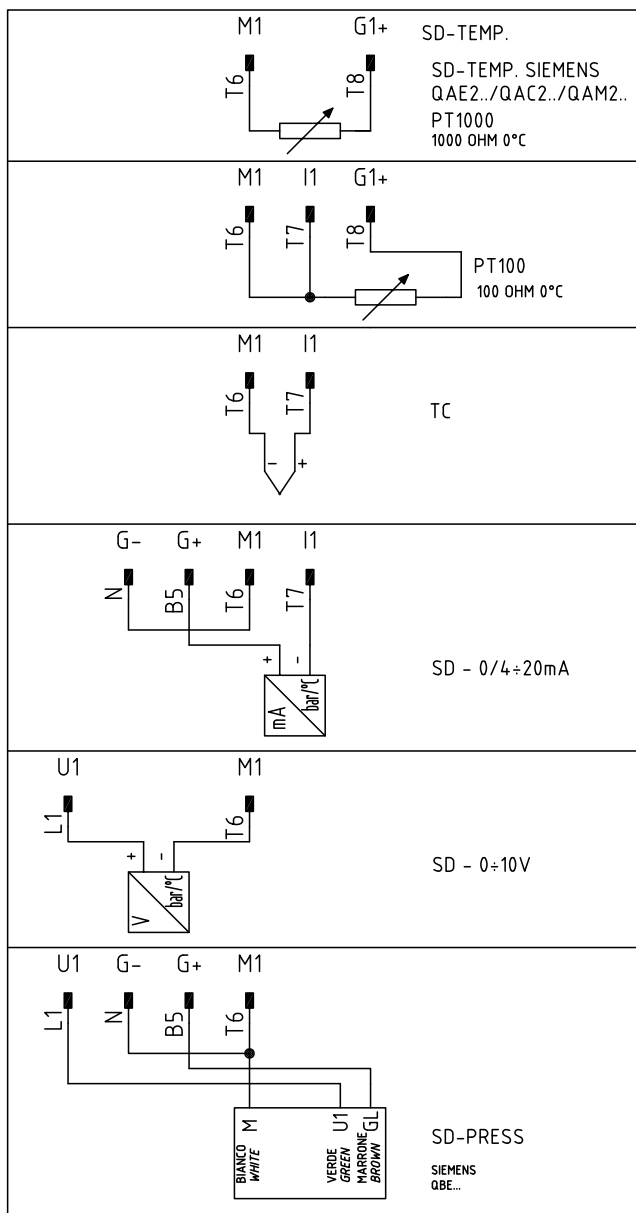 M1 G1+ SD-TEMP.
T6 T8
SD-TEMP. SIEMENS
QAE2../QAC2../QAM2..
PT1000
1000 OHM 0°C
M1 I1 G1+
T6 T7 T8
PT100
100 OHM 0°C
M1 I1
T6 T7
TC
- +
G- G+ M1 I1
N B5 T6 T7
+ -
mA bar/°C
SD - 0/4÷20mA
U1 M1
L1 T6
+ -
V bar/°C
SD - 0÷10V
U1 G- G+ M1
L1 N B5 T6
M U1 GL
BIANCO VERDE MARRONE
WHITE GREEN BROWN
SD-PRESS
SIEMENS
QBE...